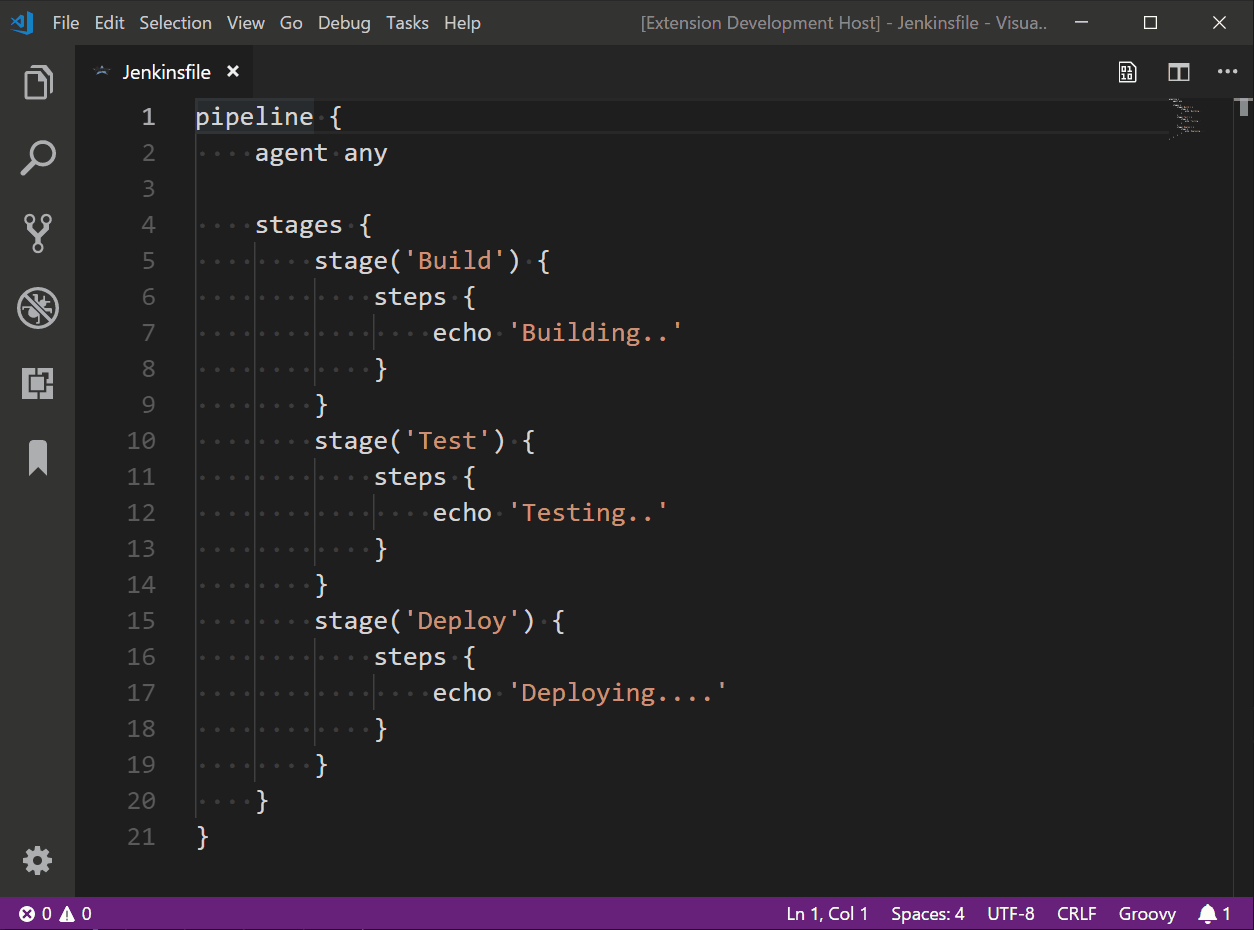 File Edit Selection View Go Debug Tasks Help [Extension Development Host] - Jenkinsfile - Visua..
Jenkinsfile
1 pipeline {
2     agent any
3
4     stages {
5         stage('Build') {
6             steps {
7                 echo 'Building..'
8             }
9         }
10         stage('Test') {
11             steps {
12                 echo 'Testing..'
13             }
14         }
15         stage('Deploy') {
16             steps {
17                 echo 'Deploying....'
18             }
19         }
20     }
21 }
0 0 Ln 1, Col 1 Spaces: 4 UTF-8 CRLF Groovy 1